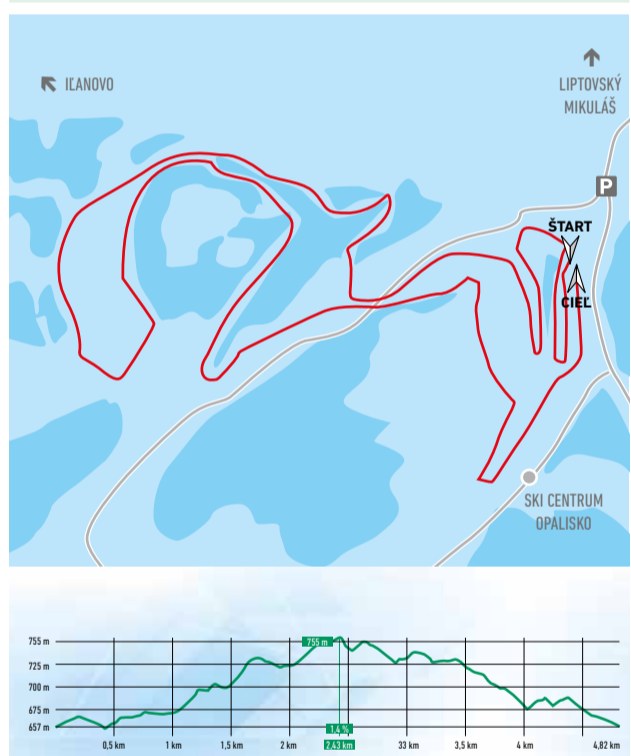 IĽANOVO
LIPTOVSKÝ
MIKULÁŠ
P
ŠTART
CIEĽ
SKI CENTRUM
OPALISKO
755 m
755 m
725 m
700 m
675 m
657 m
1,4 %
0,5 km
1 km
1,5 km
2 km
2,43 km
33 km
3,5 km
4 km
4,82 km